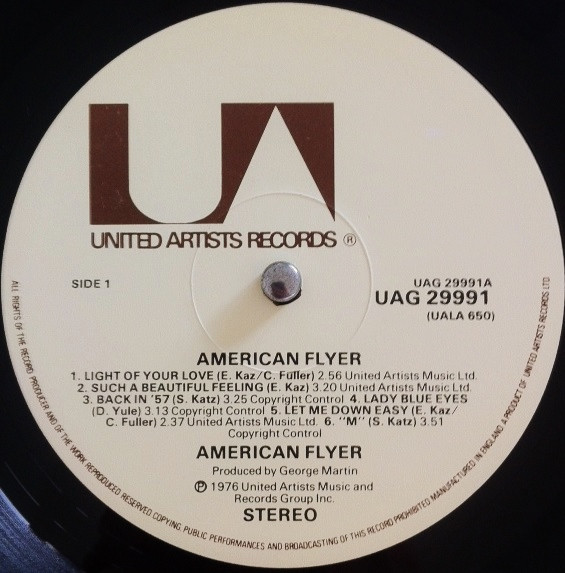 UA
UNITED ARTISTS RECORDS ®
SIDE 1
UAG 29991A
UAG 29991
(UALA 650)
AMERICAN FLYER
1. LIGHT OF YOUR LOVE (E. Kaz/C. Fuller) 2.56 United Artists Music Ltd.
2. SUCH A BEAUTIFUL FEELING (E. Kaz) 3.20 United Artists Music Ltd.
3. BACK IN '57 (S. Katz) 3.25 Copyright Control 4. LADY BLUE EYES
(D. Yule) 3.13 Copyright Control 5. LET ME DOWN EASY (E. Kaz/
C. Fuller) 2.37 United Artists Music Ltd. 6. "M" (S. Katz) 3.51
Copyright Control
AMERICAN FLYER
Produced by George Martin
℗ 1976 United Artists Music and
Records Group Inc.
STEREO
ALL RIGHTS OF THE RECORD PRODUCER AND OF THE WORK REPRODUCED RESERVED COPYING, PUBLIC PERFORMANCES AND BROADCASTING OF THIS RECORD PROHIBITED MANUFACTURED IN ENGLAND A PRODUCT OF UNITED ARTISTS RECORDS LTD